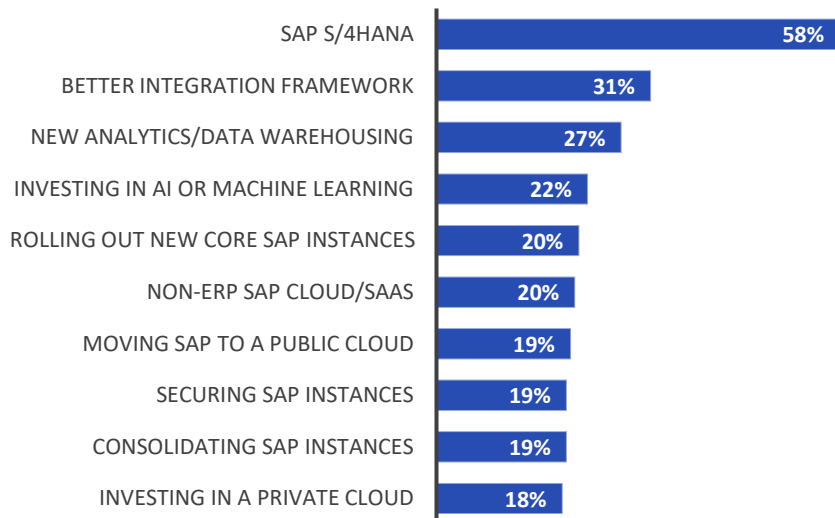 SAP S/4HANA 58%
BETTER INTEGRATION FRAMEWORK 31%
NEW ANALYTICS/DATA WAREHOUSING 27%
INVESTING IN AI OR MACHINE LEARNING 22%
ROLLING OUT NEW CORE SAP INSTANCES 20%
NON-ERP SAP CLOUD/SAAS 20%
MOVING SAP TO A PUBLIC CLOUD 19%
SECURING SAP INSTANCES 19%
CONSOLIDATING SAP INSTANCES 19%
INVESTING IN A PRIVATE CLOUD 18%